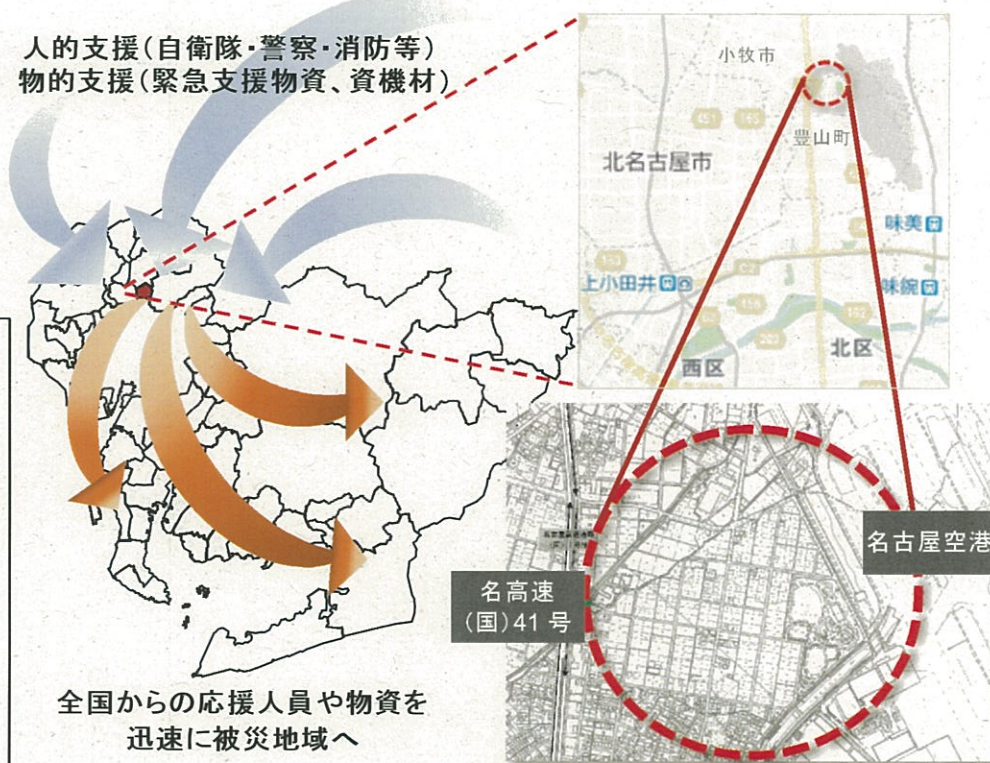 人的支援(自衛隊・警察・消防等)
物的支援(緊急支援物資、資機材)
小牧市
豊山町
451
155
北名古屋市
味美
上小田井
C2
味鋺
北区
西区
名古屋空港
名高速
(国)41号
全国からの応援人員や物資を
迅速に被災地域へ